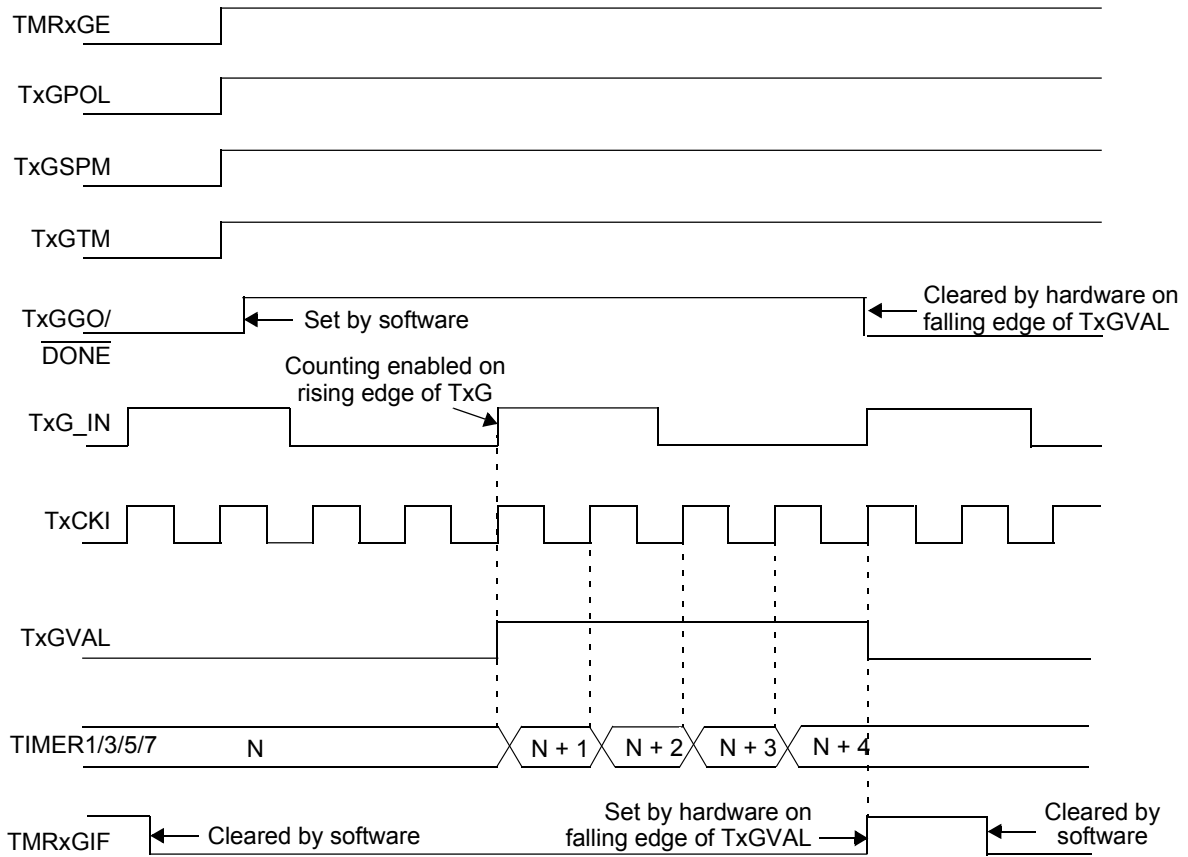 TMRxGE
TxGPOL
TxGSPM
TxGTM
TxGGO/
DONE
Set by software
Cleared by hardware on
falling edge of TxGVAL
Counting enabled on
rising edge of TxG
TxG_IN
TxCKI
TxGVAL
TIMER1/3/5/7
N
N + 1
N + 2
N + 3
N + 4
TMRxGIF
Cleared by software
Set by hardware on
falling edge of TxGVAL
Cleared by
software